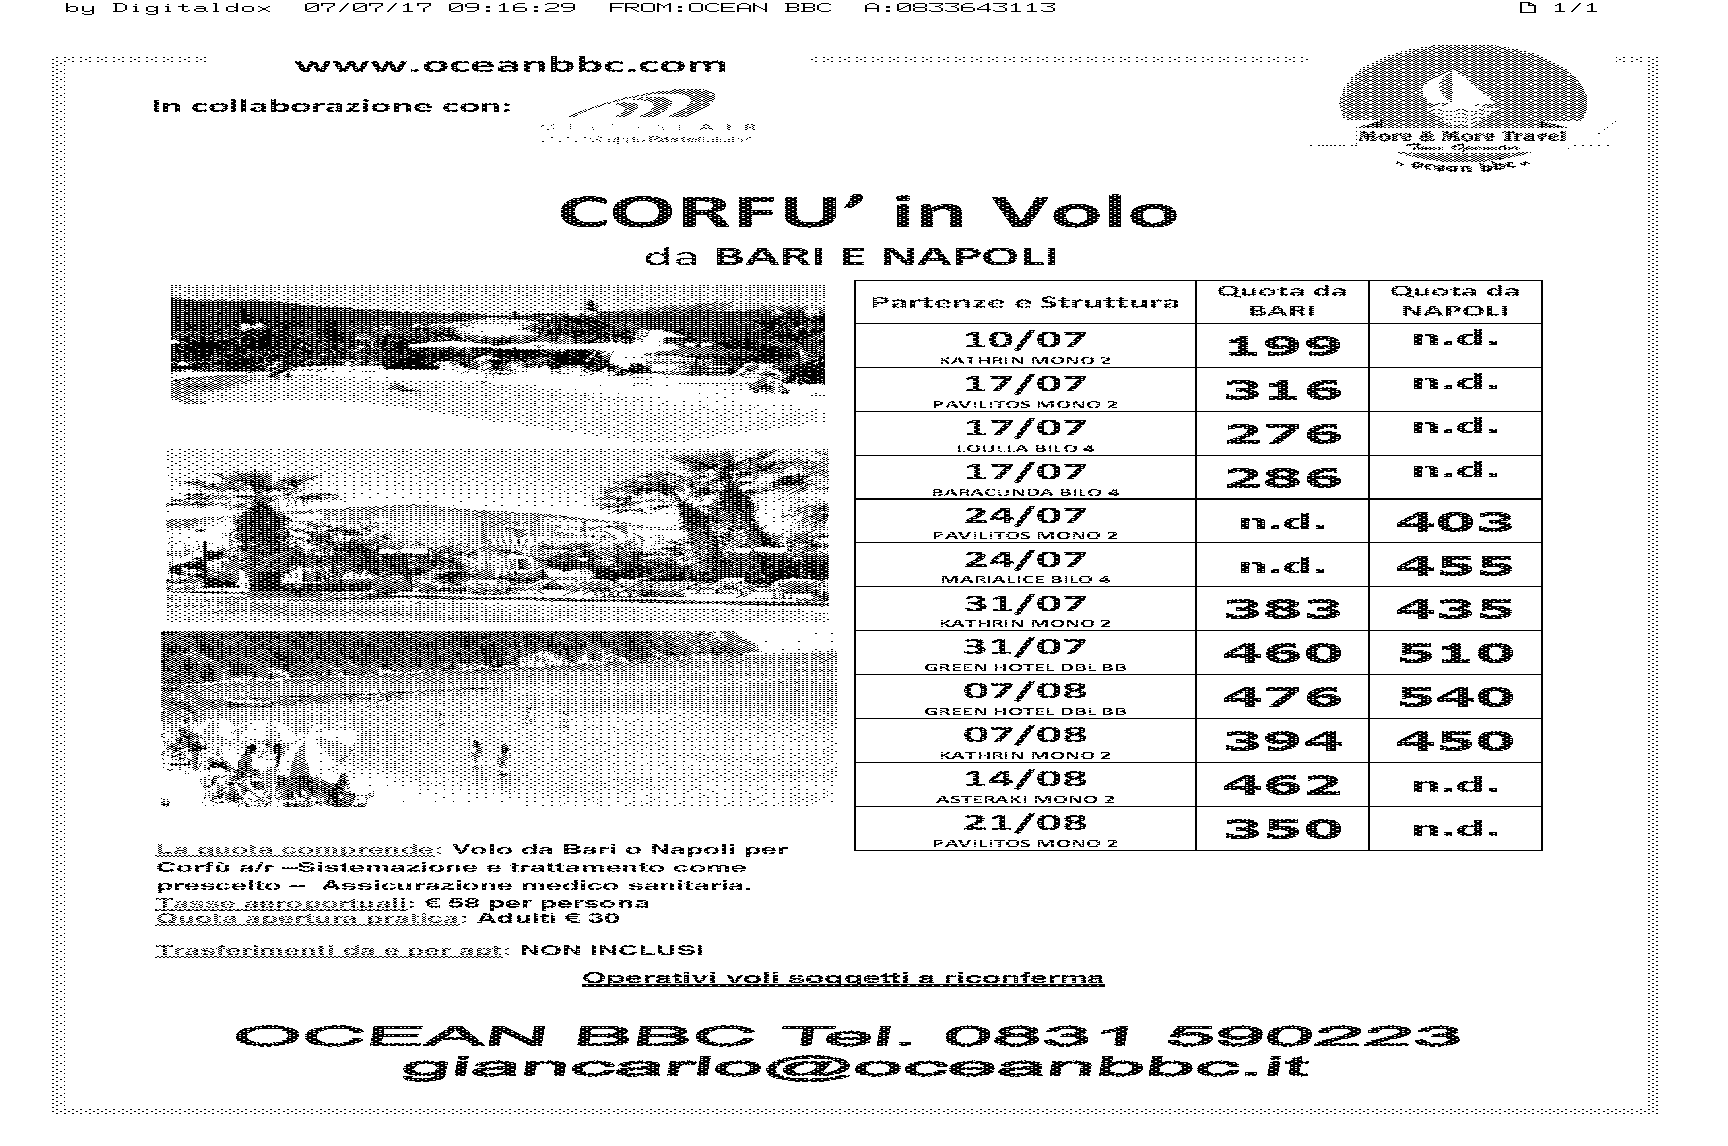 by Digitaldox 07/07/17 09:16:29 FROM:OCEAN BBC A:0833643113 1/1
www.oceanbbc.com
In collaborazione con:
More & More Travel
Ocean bbc
CORFU’ in Volo
da BARI E NAPOLI
Partenze e Struttura Quota da BARI Quota da NAPOLI
10/07 199 n.d.
KATHRIN MONO 2
17/07 316 n.d.
PAVILITOS MONO 2
17/07 276 n.d.
LOULLA BILO 4
17/07 286 n.d.
BARACUNDA BILO 4
24/07 n.d. 403
PAVILITOS MONO 2
24/07 n.d. 455
MARIALICE BILO 4
31/07 383 435
KATHRIN MONO 2
31/07 460 510
GREEN HOTEL DBL BB
07/08 476 540
GREEN HOTEL DBL BB
07/08 394 450
KATHRIN MONO 2
14/08 462 n.d.
ASTERAKI MONO 2
21/08 350 n.d.
PAVILITOS MONO 2
La quota comprende: Volo da Bari o Napoli per
Corfù a/r –Sistemazione e trattamento come
prescelto – Assicurazione medico sanitaria.
Tasse aeroportuali: € 58 per persona
Quota apertura pratica: Adulti € 30
Trasferimenti da e per apt: NON INCLUSI
Operativi voli soggetti a riconferma
OCEAN BBC Tel. 0831 590223
giancarlo@oceanbbc.it